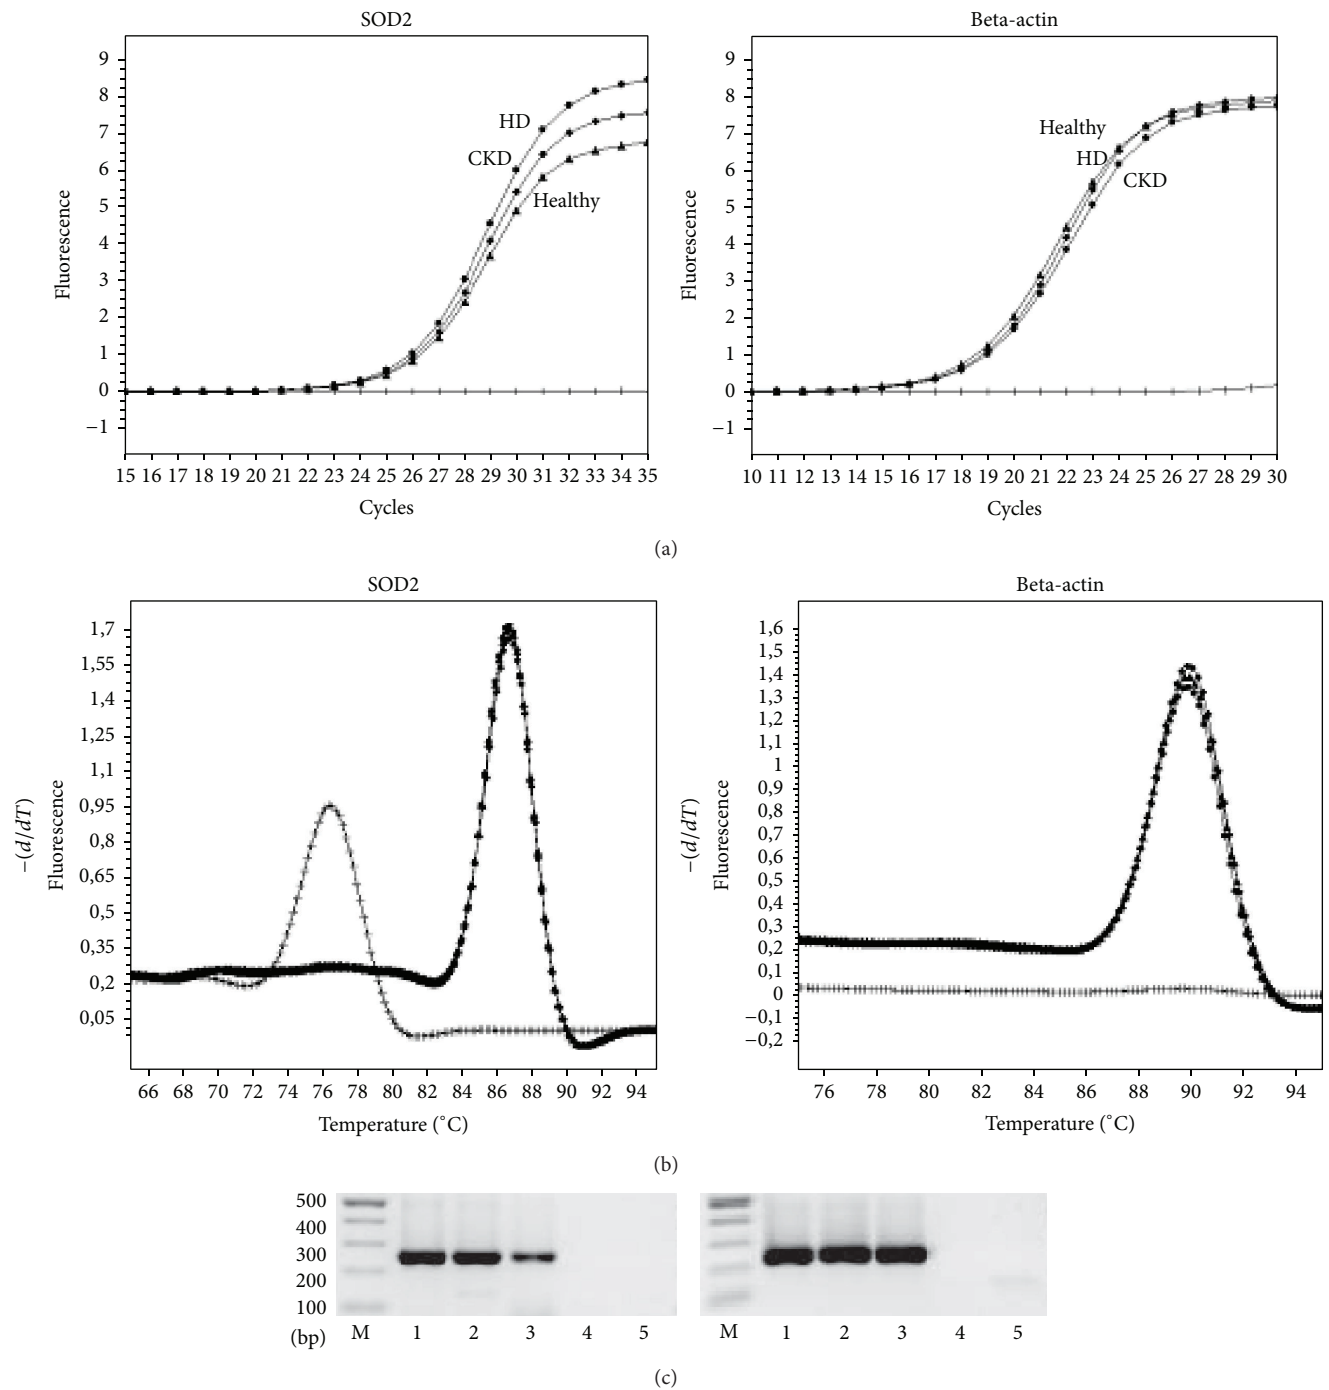 SOD2
9
8
7
6
5
4
3
2
1
0
−1
Fluorescence
HD
CKD
Healthy
15 16 17 18 19 20 21 22 23 24 25 26 27 28 29 30 31 32 33 34 35
Cycles
Beta-actin
9
8
7
6
5
4
3
2
1
0
−1
Fluorescence
Healthy
HD
CKD
10 11 12 13 14 15 16 17 18 19 20 21 22 23 24 25 26 27 28 29 30
Cycles
(a)
SOD2
1,7
1,55
1,4
1,25
1,1
0,95
0,8
0,65
0,5
0,35
0,2
0,05
−(d/dT)
Fluorescence
66 68 70 72 74 76 78 80 82 84 86 88 90 92 94
Temperature (°C)
Beta-actin
1,6
1,5
1,4
1,3
1,2
1,1
1
0,9
0,8
0,7
0,6
0,5
0,4
0,3
0,2
0,1
0
−0,1
−0,2
−(d/dT)
Fluorescence
76 78 80 82 84 86 88 90 92 94
Temperature (°C)
(b)
500
400
300
200
100
(bp) M 1 2 3 4 5
M 1 2 3 4 5
(c)